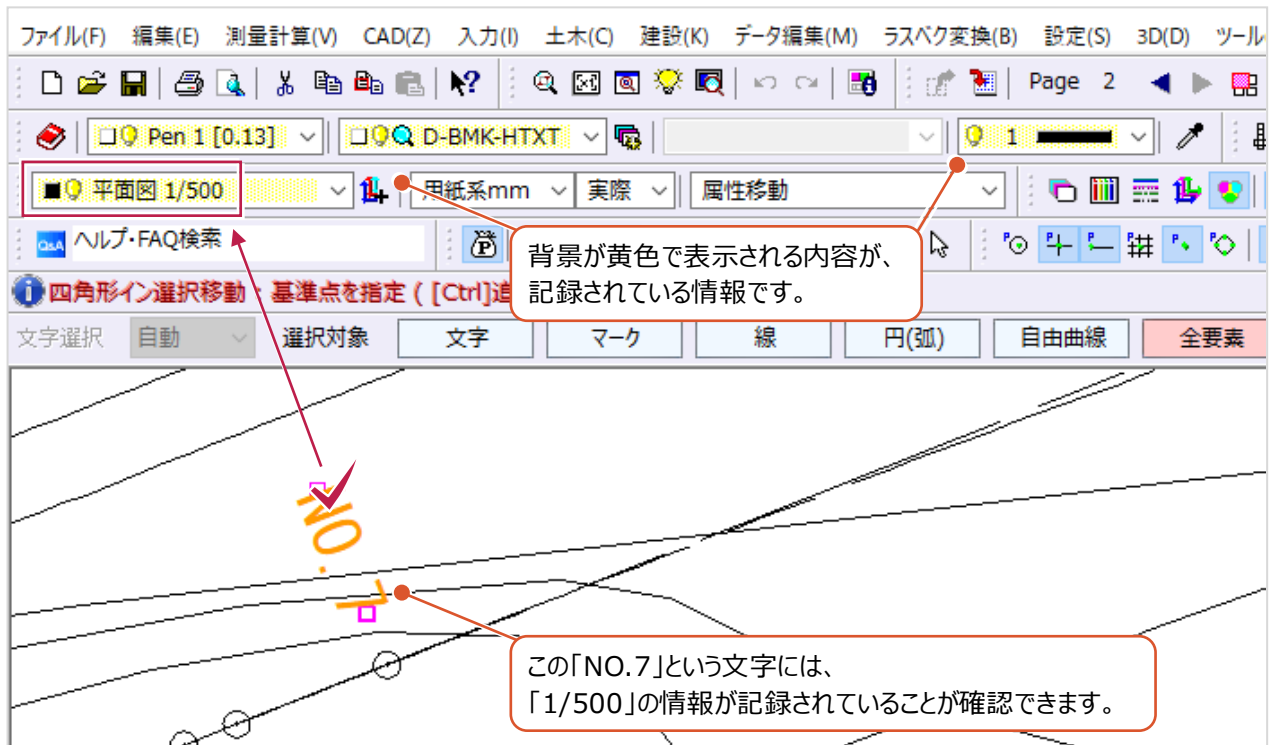 ファイル(F) 編集(E) 測量計算(V) CAD(Z) 入力(I) 土木(C) 建設(K) データ編集(M) ラスベク変換(B) 設定(S) 3D(D) ツール
Page 2
Pen 1 [0.13] D-BMK-HTXT 1
平面図 1/500 用紙系mm 実際 属性移動
Q&A ヘルプ・FAQ検索
背景が黄色で表示される内容が、
記録されている情報です。
四角形イン選択移動 : 基準点を指定 ( [Ctrl]追
文字選択 自動 選択対象 文字 マーク 線 円(弧) 自由曲線 全要素
NO.7
この「NO.7」という文字には、
「1/500」の情報が記録されていることが確認できます。